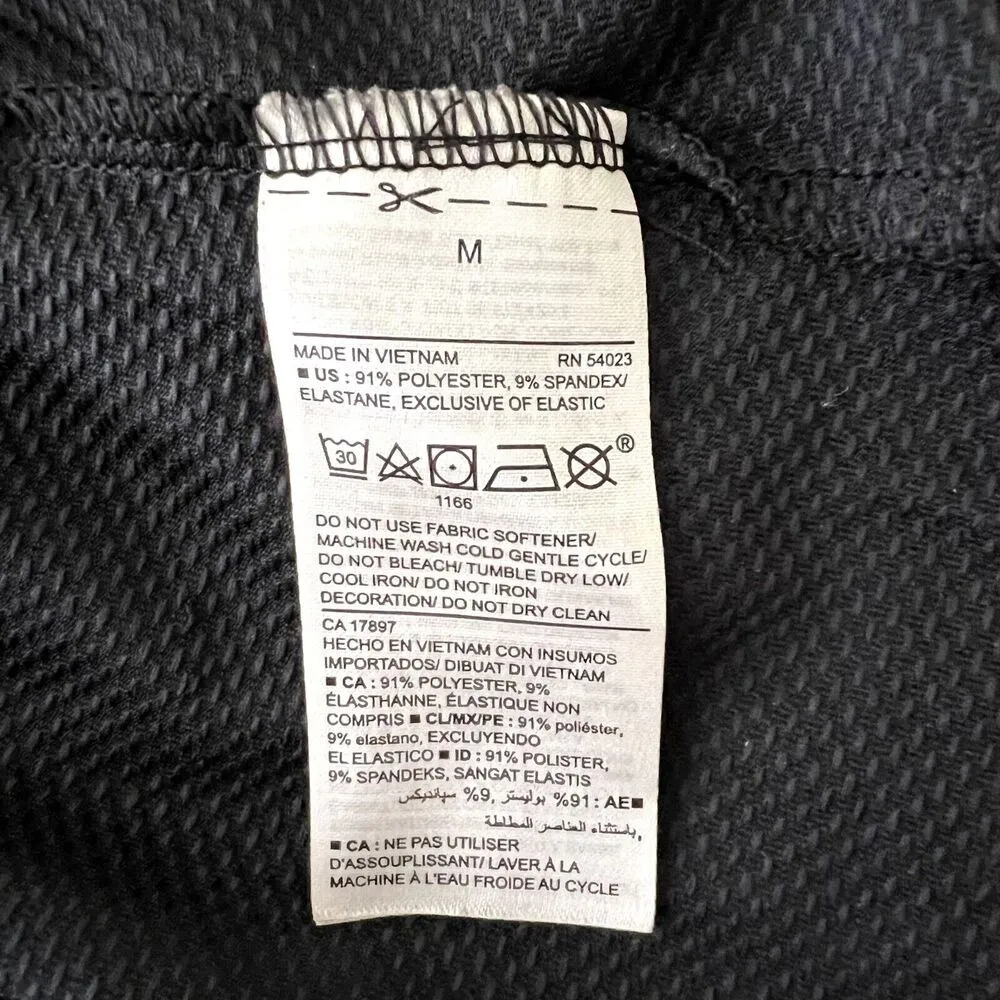 M
MADE IN VIETNAM RN 54023
■ US : 91% POLYESTER, 9% SPANDEX/
ELASTANE, EXCLUSIVE OF ELASTIC
30 ®
1166
DO NOT USE FABRIC SOFTENER/
MACHINE WASH COLD GENTLE CYCLE/
DO NOT BLEACH/ TUMBLE DRY LOW/
COOL IRON/ DO NOT IRON
DECORATION/ DO NOT DRY CLEAN
CA 17897
HECHO EN VIETNAM CON INSUMOS
IMPORTADOS/ DIBUAT DI VIETNAM
■ CA : 91% POLYESTER, 9%
ÉLASTHANNE, ÉLASTIQUE NON
COMPRIS ■ CL/MX/PE : 91% poliéster,
9% elastano, EXCLUYENDO
EL ELASTICO ■ ID : 91% POLISTER,
9% SPANDEKS, SANGAT ELASTIS
■AE : 91% بوليستر, 9% سپانديكس
باستثناء العناصر المطاطة,
■ CA : NE PAS UTILISER
D'ASSOUPLISSANT/ LAVER À LA
MACHINE À L'EAU FROIDE AU CYCLE